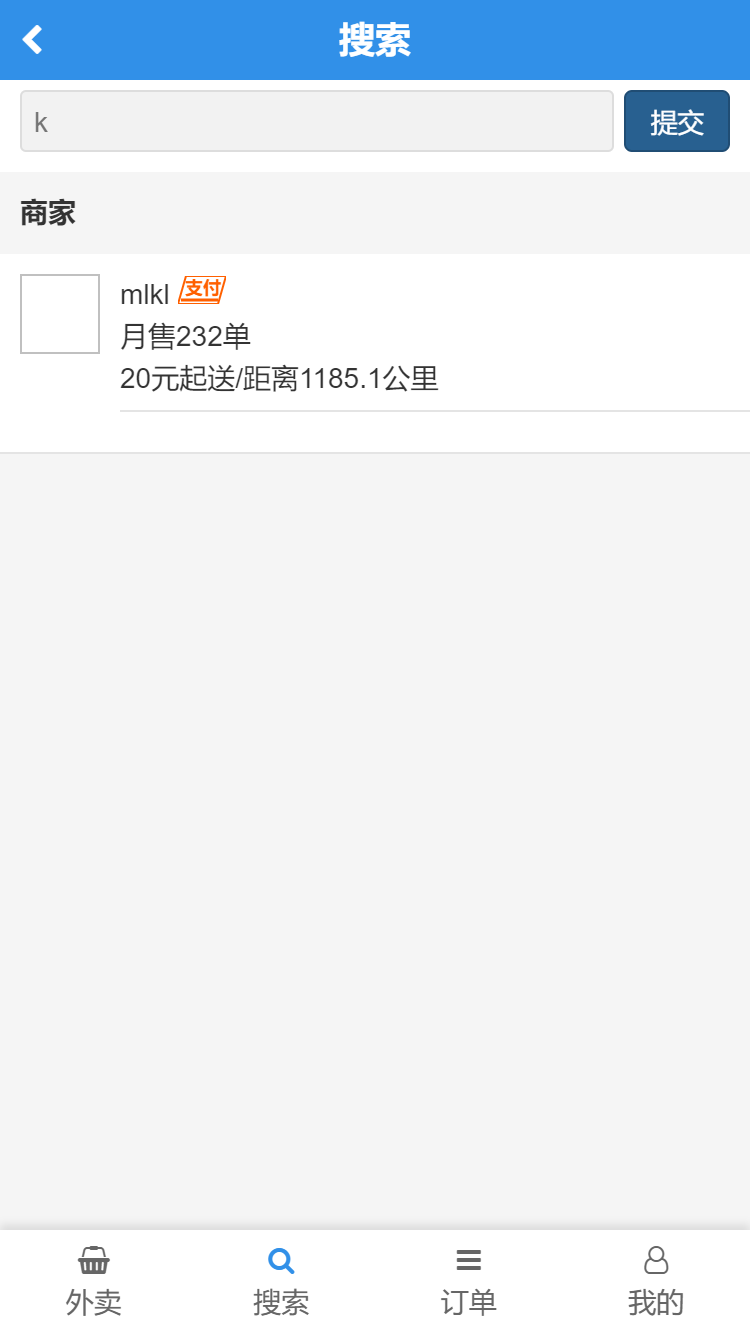 搜索
k
提交
商家
mlkl 支付
月售232单
20元起送/距离1185.1公里
外卖
搜索
订单
我的